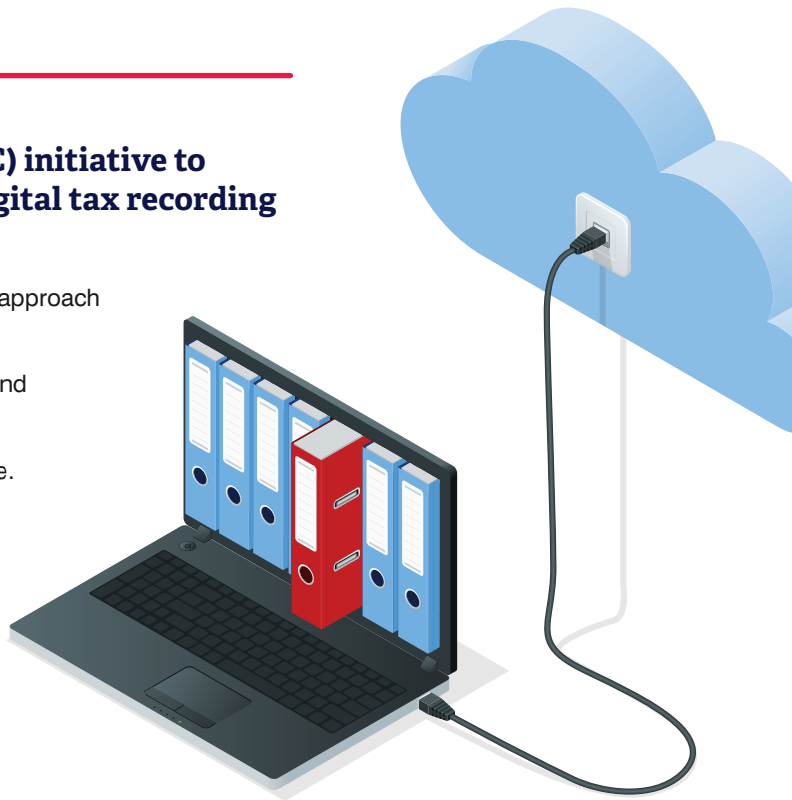 C) initiative to
gital tax recording
approach
nd
e.